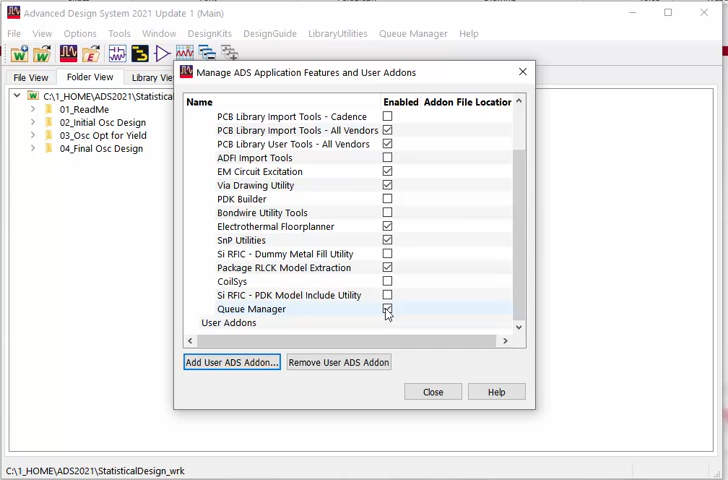 Advanced Design System 2021 Update 1 (Main)
File View Options Tools Window DesignKits DesignGuide LibraryUtilities Queue Manager Help
File View Folder View Library View
C:\1_HOME\ADS2021\Statistical
01_ReadMe
02_Initial Osc Design
03_Osc Opt for Yield
04_Final Osc Design
Manage ADS Application Features and User Addons
Name Enabled Addon File Location
PCB Library Import Tools - Cadence
PCB Library Import Tools - All Vendors
PCB Library User Tools - All Vendors
ADFI Import Tools
EM Circuit Excitation
Via Drawing Utility
PDK Builder
Bondwire Utility Tools
Electrothermal Floorplanner
SnP Utilities
Si RFIC - Dummy Metal Fill Utility
Package RLCK Model Extraction
CoilSys
Si RFIC - PDK Model Include Utility
Queue Manager
User Addons
Add User ADS Addon... Remove User ADS Addon
Close Help
C:\1_HOME\ADS2021\StatisticalDesign_wrk